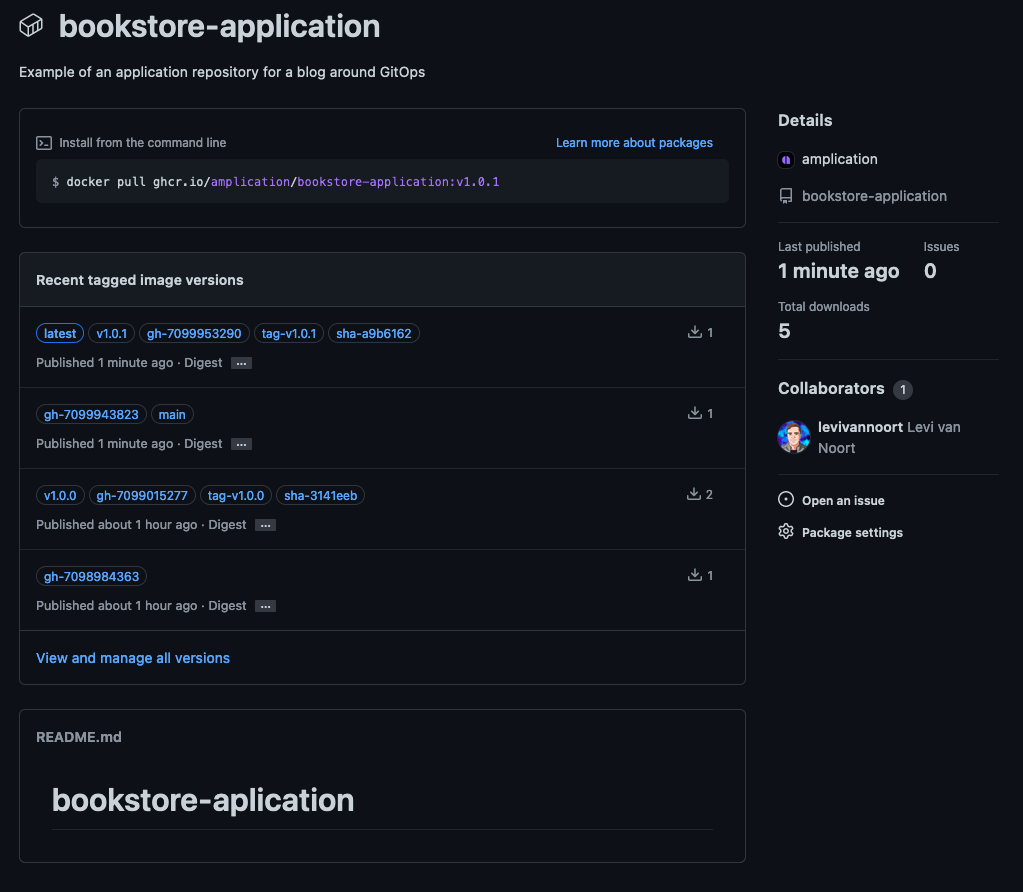 bookstore-application
Example of an application repository for a blog around GitOps
Install from the command line
Learn more about packages
$ docker pull ghcr.io/amplication/bookstore-application:v1.0.1
Recent tagged image versions
latest v1.0.1 gh-7099953290 tag-v1.0.1 sha-a9b6162
1
Published 1 minute ago · Digest ...
gh-7099943823 main
1
Published 1 minute ago · Digest ...
v1.0.0 gh-7099015277 tag-v1.0.0 sha-3141eeb
2
Published about 1 hour ago · Digest ...
gh-7098984363
1
Published about 1 hour ago · Digest ...
View and manage all versions
README.md
bookstore-aplication
Details
amplication
bookstore-application
Last published Issues
1 minute ago 0
Total downloads
5
Collaborators 1
levivannoort Levi van
Noort
Open an issue
Package settings